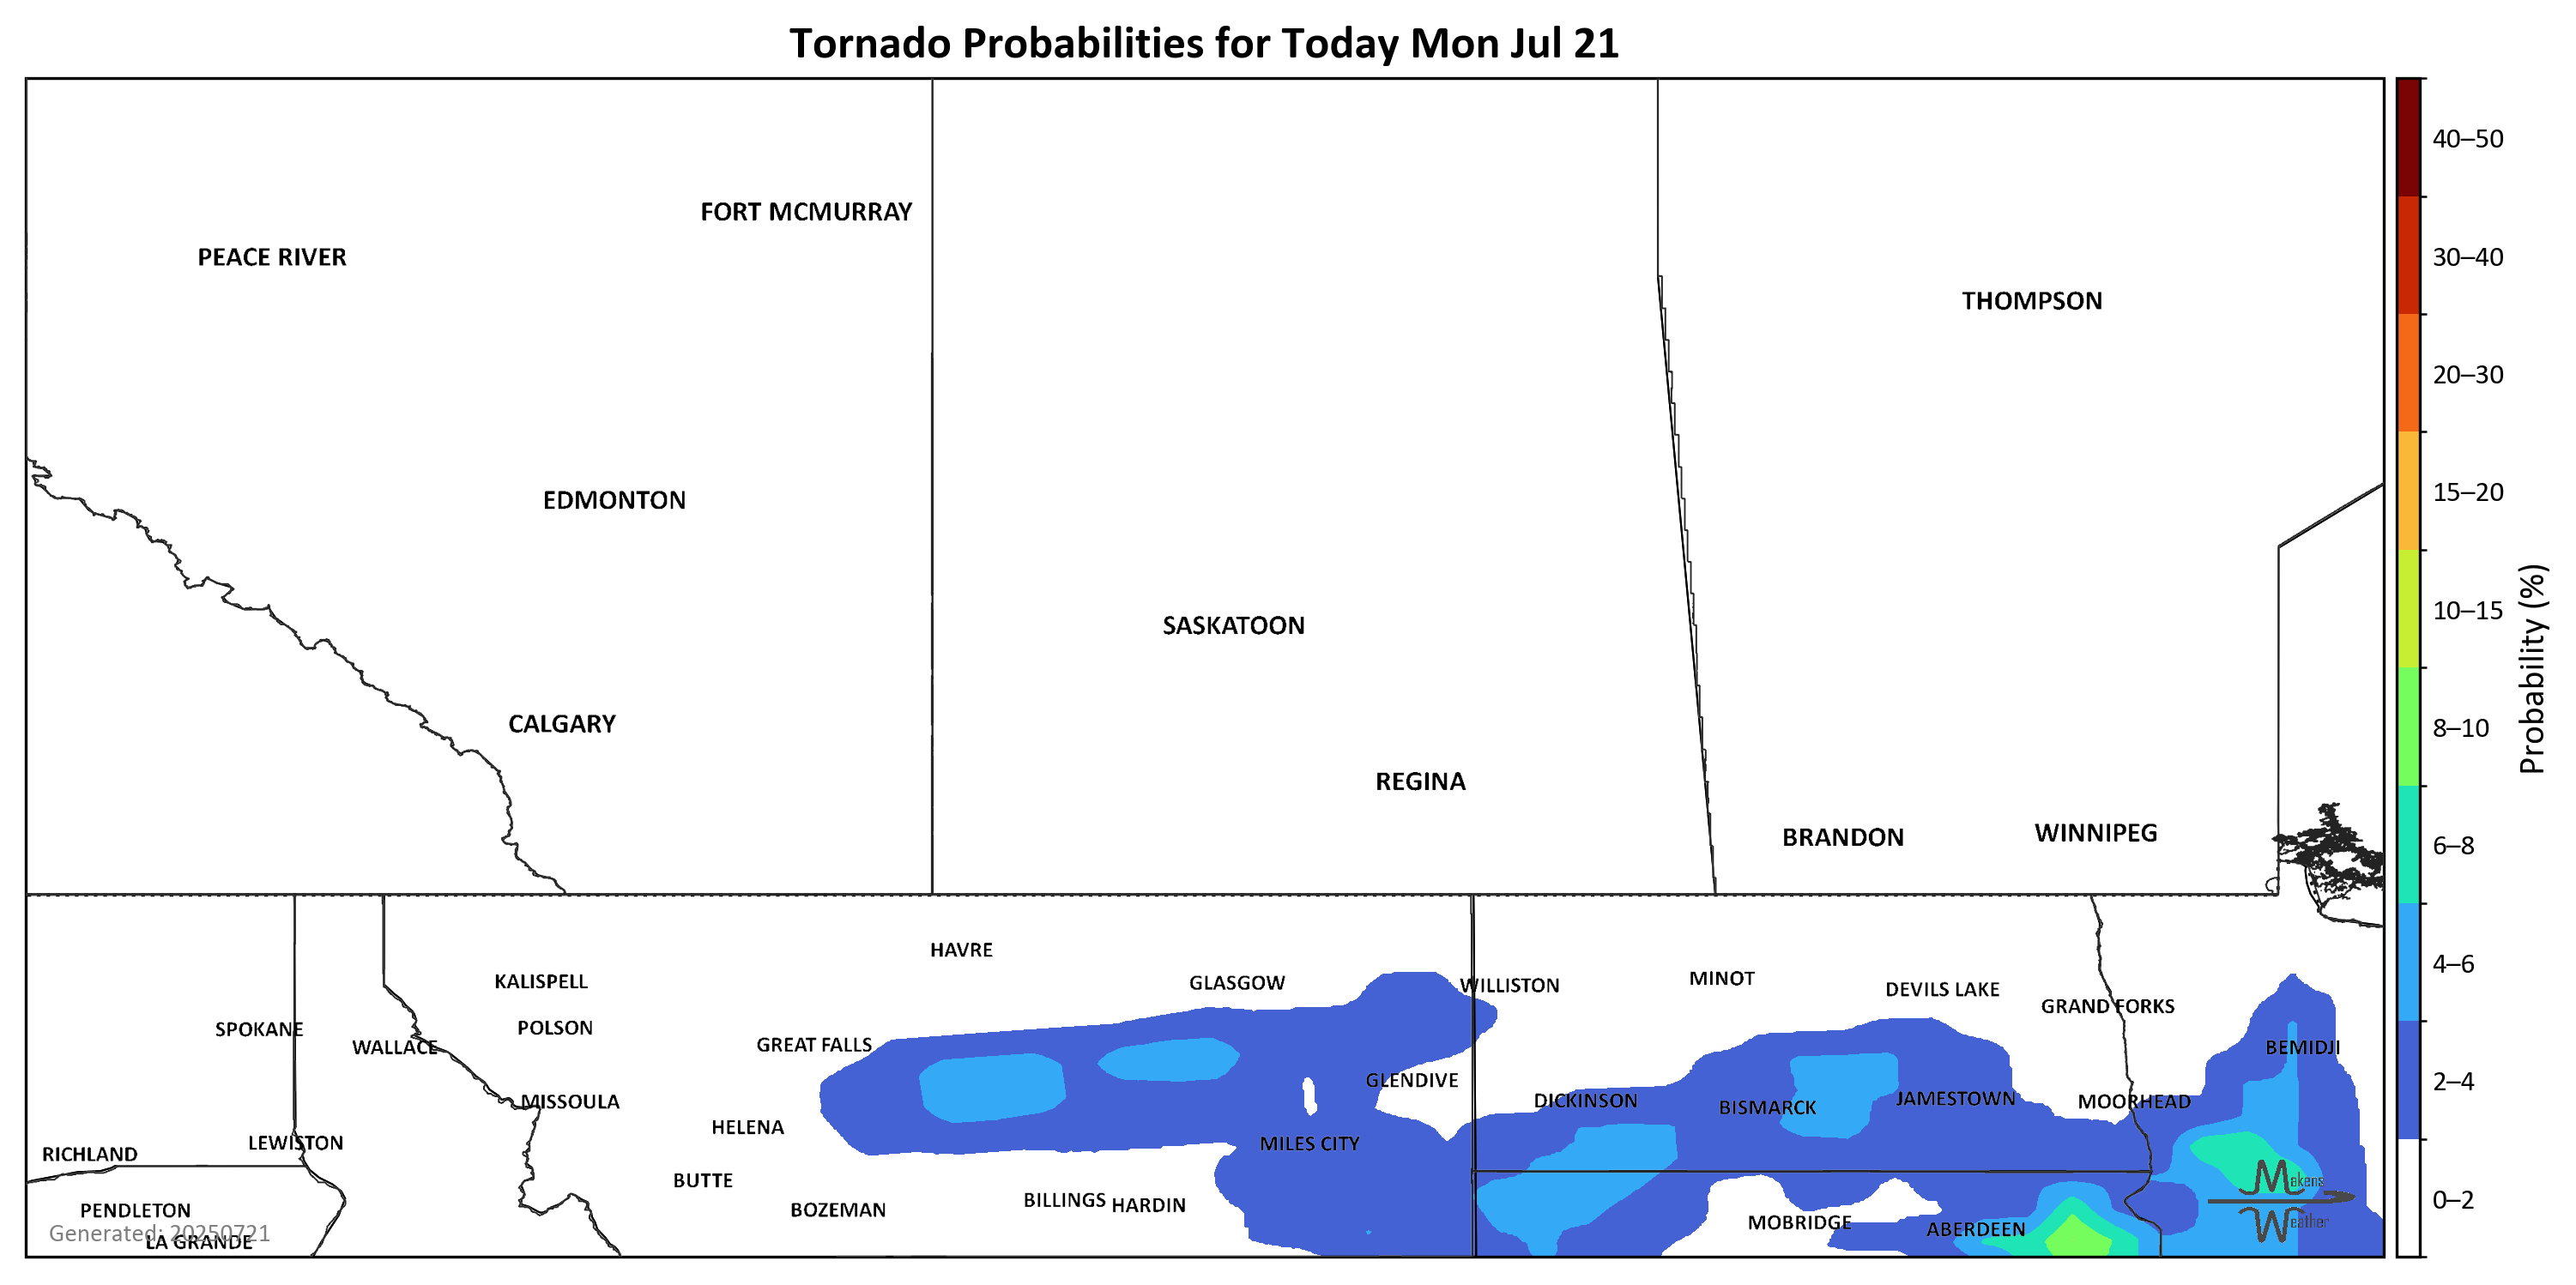 Tornado Probabilities for Today Mon Jul 21
40–50
FORT MCMURRAY
PEACE RIVER
30–40
THOMPSON
20–30
15–20
EDMONTON
10–15
SASKATOON
Probability (%)
CALGARY
8–10
REGINA
BRANDON
WINNIPEG
6–8
HAVRE
4–6
KALISPELL
GLASGOW
WILLISTON
MINOT
DEVILS LAKE
GRAND FORKS
SPOKANE
POLSON
WALLACE
GREAT FALLS
BEMIDJI
GLENDIVE
2–4
MISSOULA
DICKINSON
BISMARCK
JAMESTOWN
MOORHEAD
HELENA
LEWISTON
MILES CITY
RICHLAND
BUTTE
Makens
Weather
BILLINGS
HARDIN
0–2
PENDLETON
BOZEMAN
MOBRIDGE
ABERDEEN
Generated: 20250721
LA GRANDE